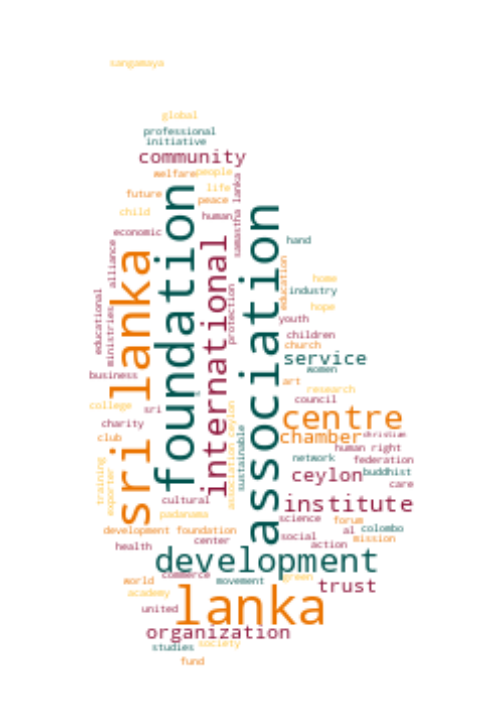 sangamaya
global
professional
initiative
community
welfare
people
life
future
peace
child
human
samastha lanka
economic
foundation
association
international
sri lanka
hand
alliance
education
home
industry
hope
educational
ministries
protection
youth
children
church
service
women
business
art
research
council
college
sri
centre
charity
chamber
christian
club
human right
association ceylon
sustainable
network
federation
buddhist
ceylon
care
training
exporter
cultural
institute
padanama
science
forum
development foundation
al
colombo
center
social
mission
action
health
development
world
commerce
movement
green
trust
academy
lanka
united
organization
studies
society
fund